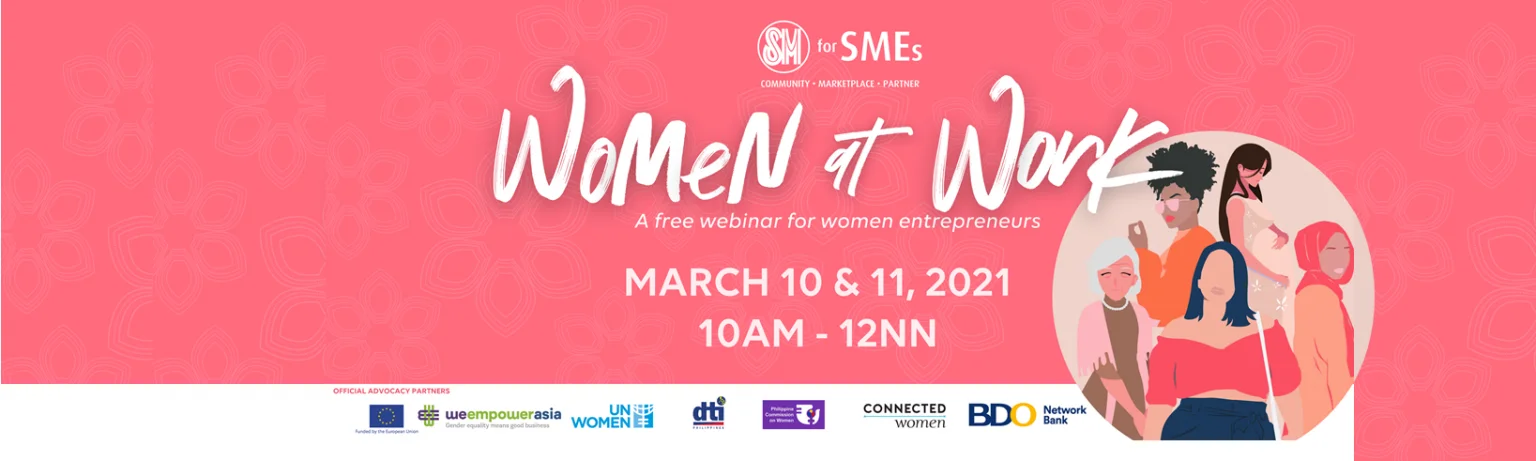 SM for SMEs
COMMUNITY • MARKETPLACE • PARTNER
WOMEN at WORK
A free webinar for women entrepreneurs
MARCH 10 & 11, 2021
10AM - 12NN
OFFICIAL ADVOCACY PARTNERS
Funded by the European Union
weempowerasia
Gender equality means good business
UN
WOMEN
dti
PHILIPPINES
Philippine
Commission
on Women
CONNECTED
women
BDO Network
Bank